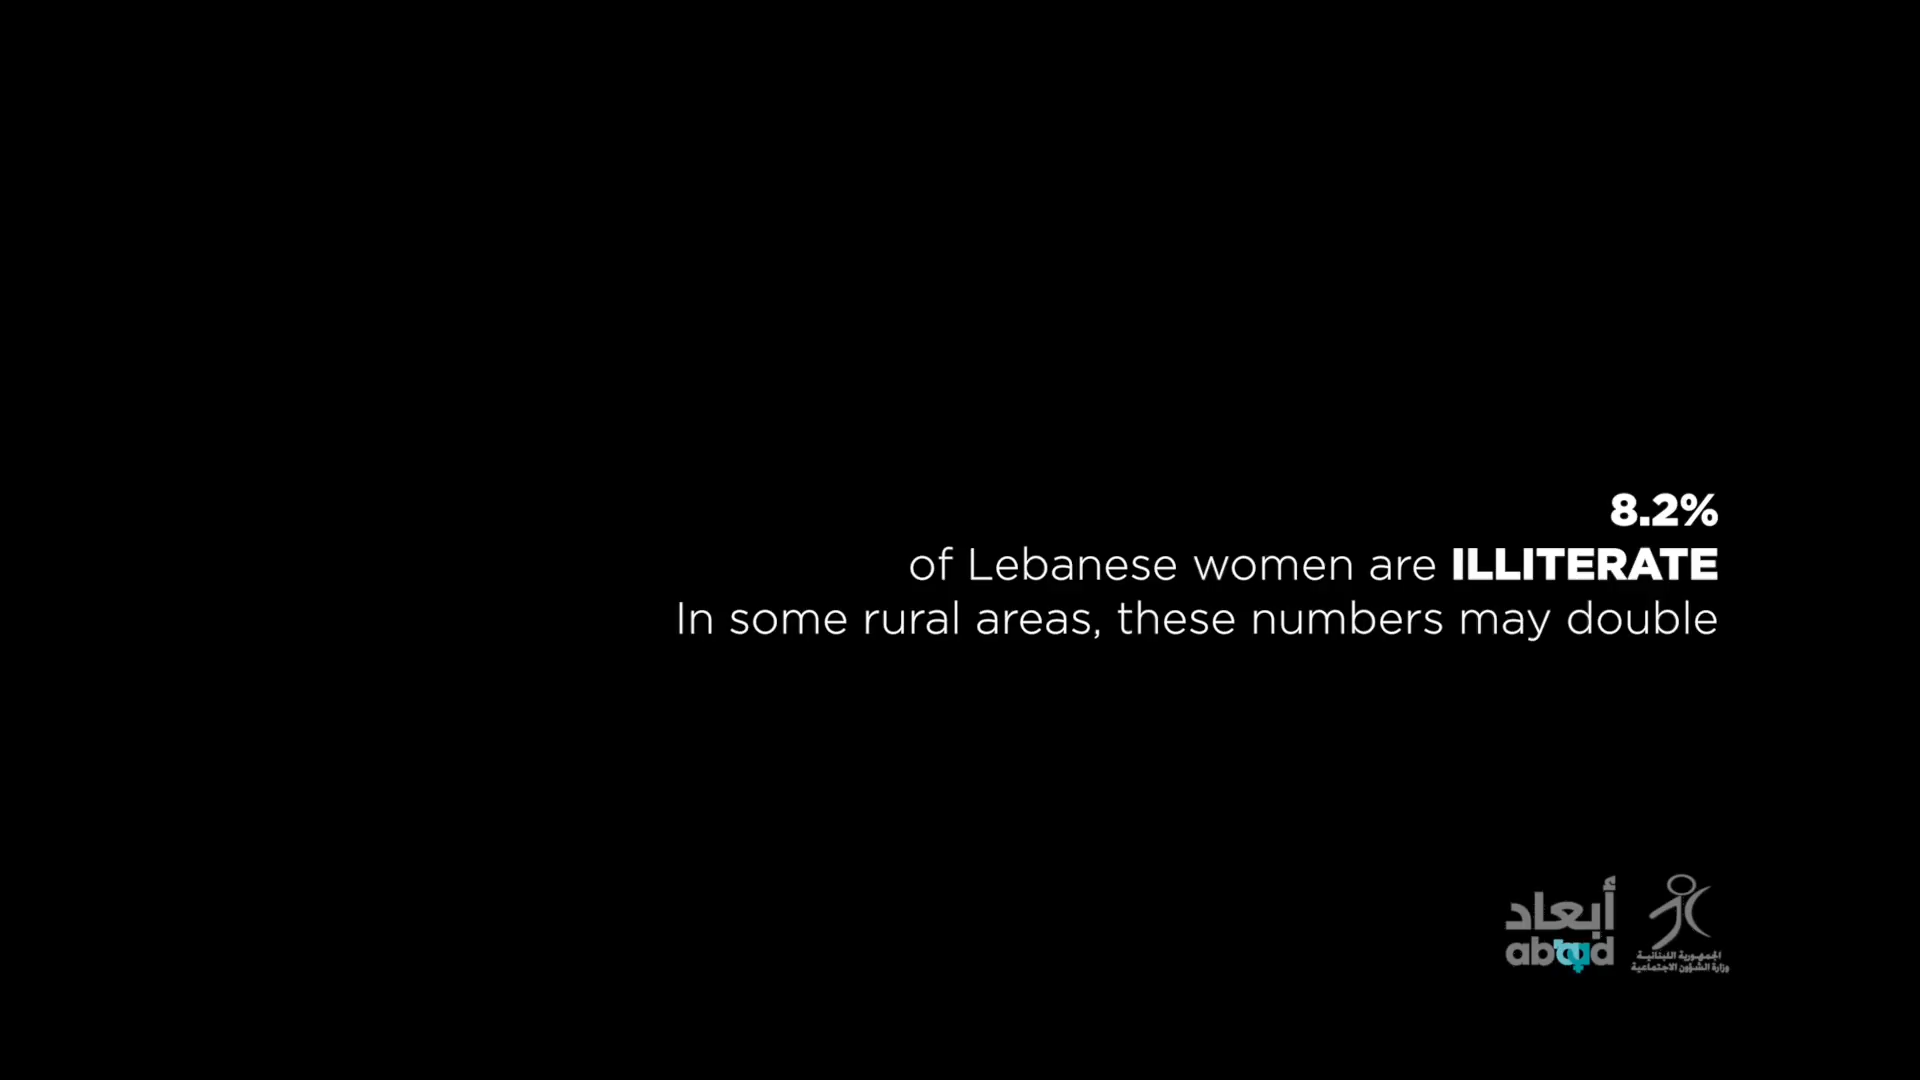 8.2%
of Lebanese women are ILLITERATE
In some rural areas, these numbers may double
أبعاد
abaad
الجمهورية اللبنانية
وزارة الشؤون الاجتماعية